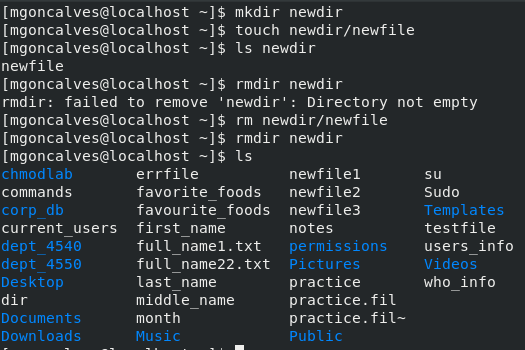 [mgoncalves@localhost ~]$ mkdir newdir
[mgoncalves@localhost ~]$ touch newdir/newfile
[mgoncalves@localhost ~]$ ls newdir
newfile
[mgoncalves@localhost ~]$ rmdir newdir
rmdir: failed to remove 'newdir': Directory not empty
[mgoncalves@localhost ~]$ rm newdir/newfile
[mgoncalves@localhost ~]$ rmdir newdir
[mgoncalves@localhost ~]$ ls
chmodlab errfile newfile1 su
commands favorite_foods newfile2 Sudo
corp_db favourite_foods newfile3 Templates
current_users first_name notes testfile
dept_4540 full_name1.txt permissions users_info
dept_4550 full_name22.txt Pictures Videos
Desktop last_name practice who_info
dir middle_name practice.fil
Documents month practice.fil~
Downloads Music Public
[mgoncalves@localhost ~]$